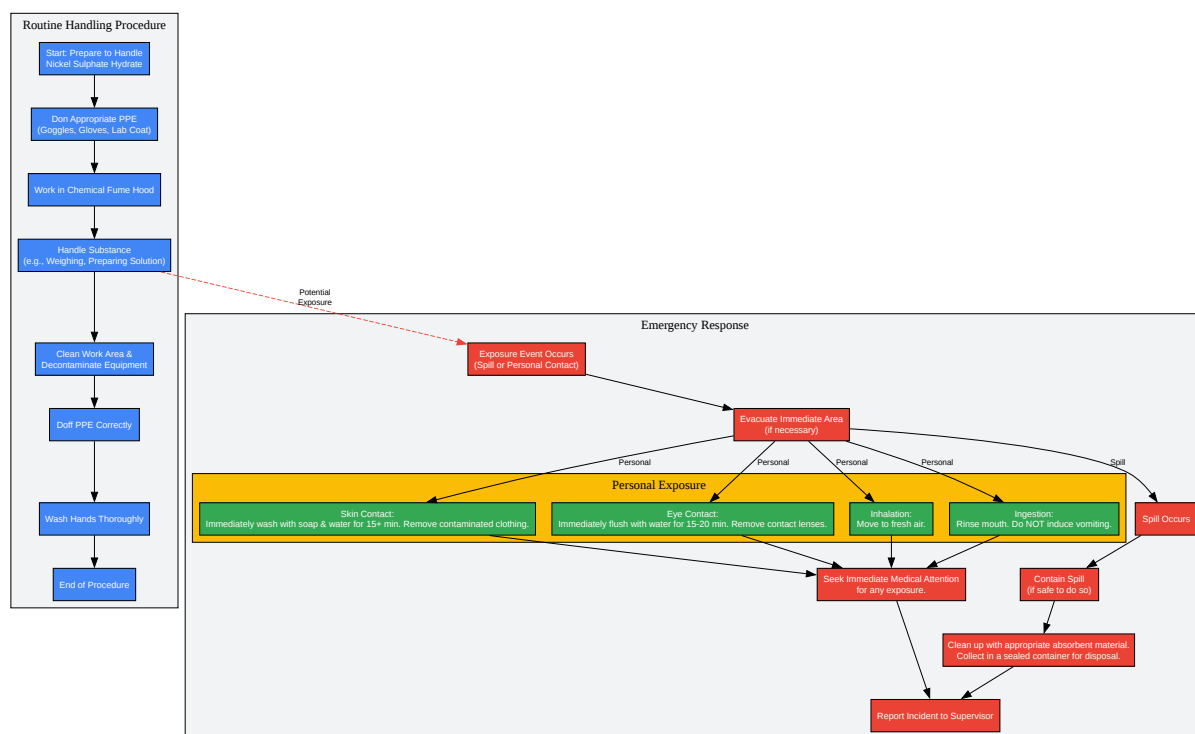 Routine Handling Procedure
Start: Prepare to Handle
Nickel Sulphate Hydrate
Don Appropriate PPE
(Goggles, Gloves, Lab Coat)
Work in Chemical Fume Hood
Handle Substance
(e.g., Weighing, Preparing Solution)
Clean Work Area &
Decontaminate Equipment
Doff PPE Correctly
Wash Hands Thoroughly
End of Procedure
Potential
Exposure
Emergency Response
Exposure Event Occurs
(Spill or Personal Contact)
Evacuate Immediate Area
(if necessary)
Personal
Personal
Personal
Personal
Spill
Personal Exposure
Skin Contact:
Immediately wash with soap & water for 15+ min. Remove contaminated clothing.
Eye Contact:
Immediately flush with water for 15-20 min. Remove contact lenses.
Inhalation:
Move to fresh air.
Ingestion:
Rinse mouth. Do NOT induce vomiting.
Spill Occurs
Seek Immediate Medical Attention
for any exposure.
Contain Spill
(if safe to do so)
Clean up with appropriate absorbent material.
Collect in a sealed container for disposal.
Report Incident to Supervisor